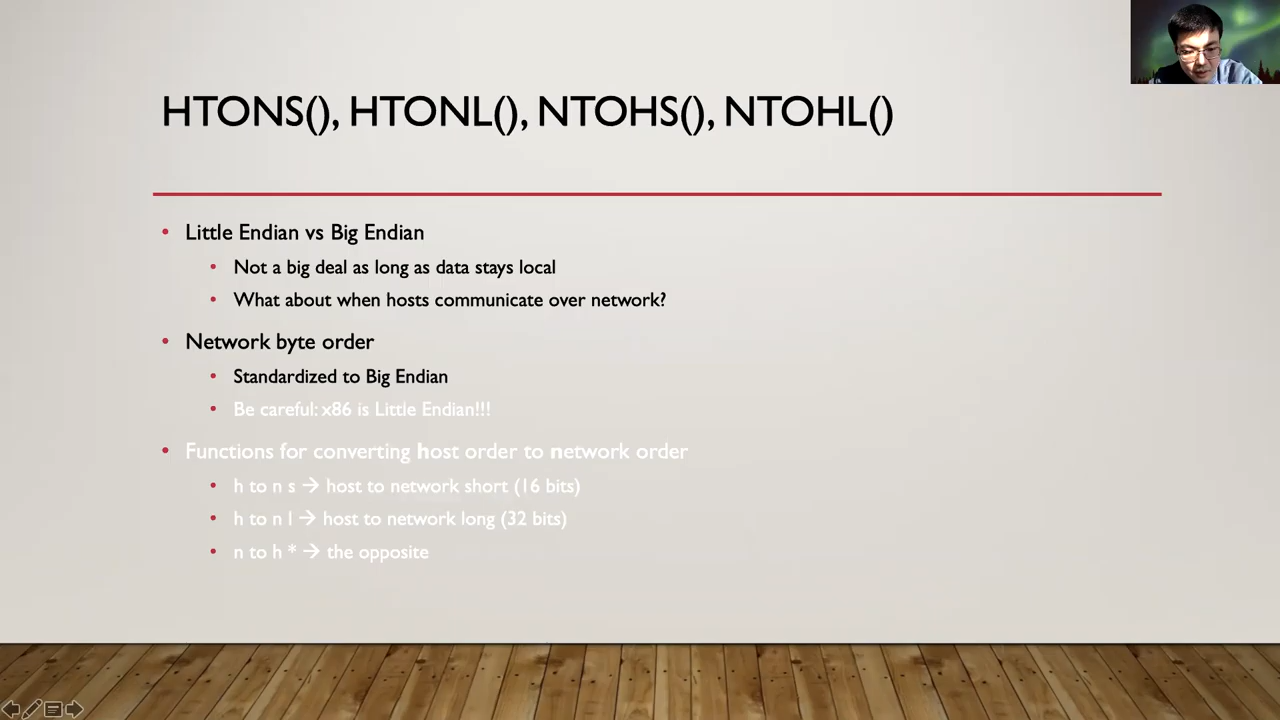 HTONS(), HTONL(), NTOHS(), NTOHL()
• Little Endian vs Big Endian
• Not a big deal as long as data stays local
• What about when hosts communicate over network?
• Network byte order
• Standardized to Big Endian
• Be careful: x86 is Little Endian!!!
• Functions for converting host order to network order
• h to n s → host to network short (16 bits)
• h to n l → host to network long (32 bits)
• n to h * → the opposite